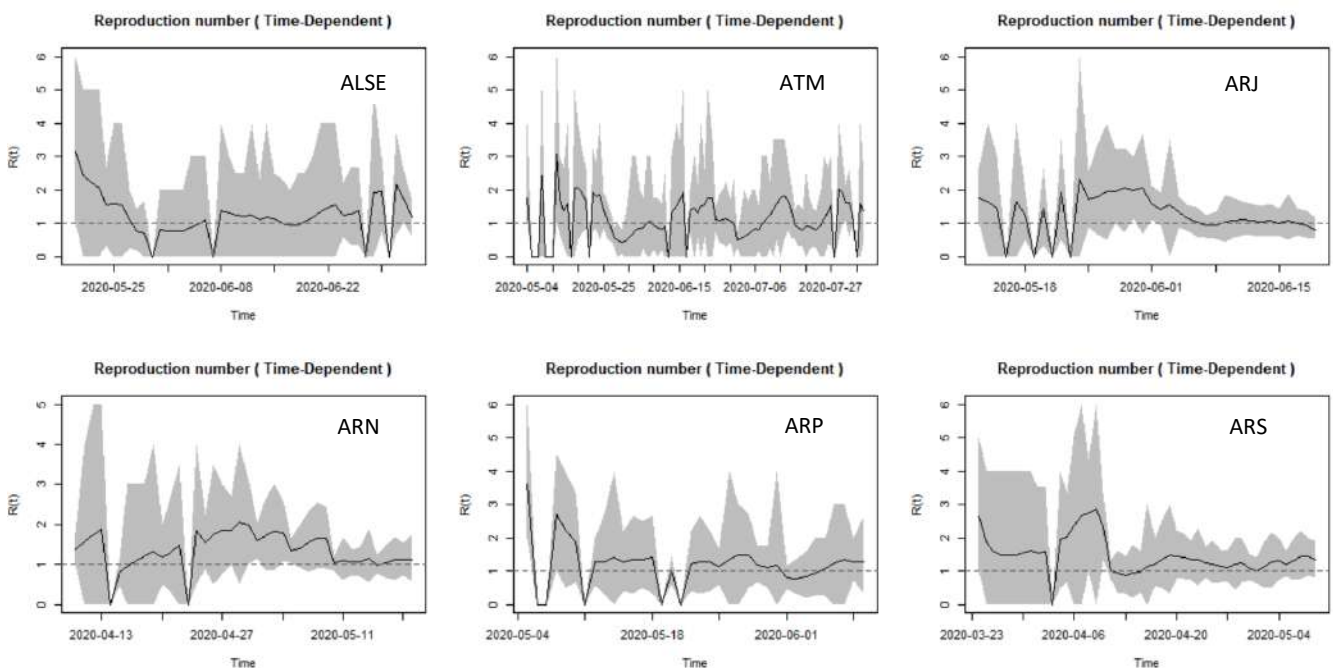 Reproduction number ( Time-Dependent )
ALSE
R(t)
6
5
4
3
2
1
0
2020-05-25 2020-06-08 2020-06-22
Time
Reproduction number ( Time-Dependent )
ATM
R(t)
6
5
4
3
2
1
0
2020-05-04 2020-05-25 2020-06-15 2020-07-06 2020-07-27
Time
Reproduction number ( Time-Dependent )
ARJ
R(t)
6
5
4
3
2
1
0
2020-05-18 2020-06-01 2020-06-15
Time
Reproduction number ( Time-Dependent )
ARN
R(t)
5
4
3
2
1
0
2020-04-13 2020-04-27 2020-05-11
Time
Reproduction number ( Time-Dependent )
ARP
R(t)
6
5
4
3
2
1
0
2020-05-04 2020-05-18 2020-06-01
Time
Reproduction number ( Time-Dependent )
ARS
R(t)
6
5
4
3
2
1
0
2020-03-23 2020-04-06 2020-04-20 2020-05-04
Time